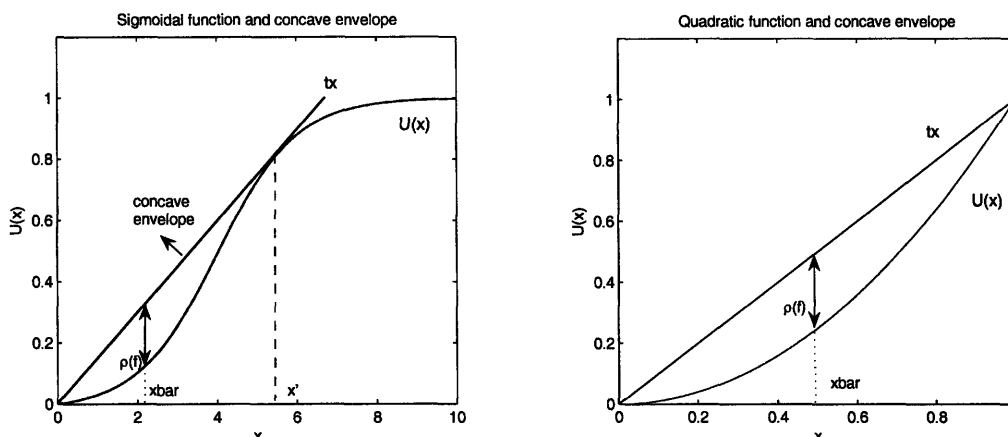 Sigmoidal function and concave envelope
tx
1
U(x)
0.8
concave
envelope
0.6
U(x)
0.4
0.2
ρ(f)
xbar
x'
0
0
2
4
6
8
10
x
Quadratic function and concave envelope
1
tx
0.8
U(x)
0.6
U(x)
0.4
ρ(f)
0.2
xbar
0
0
0.2
0.4
0.6
0.8
x